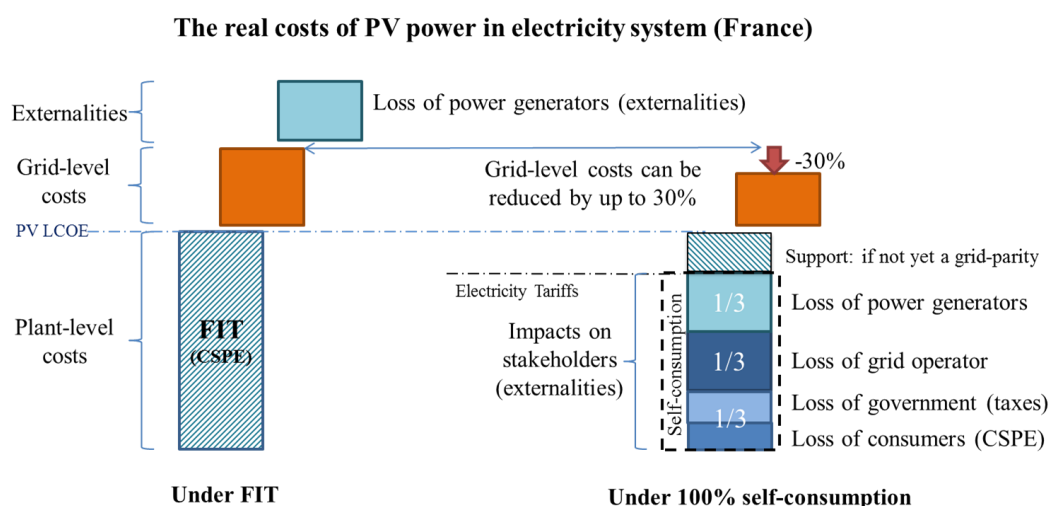 The real costs of PV power in electricity system (France)
Externalities
Loss of power generators (externalities)
Grid-level
costs
Grid-level costs can be
reduced by up to 30%
-30%
PV LCOE
Support: if not yet a grid-parity
Electricity Tariffs
Plant-level
costs
FIT
(CSPE)
Impacts on
stakeholders
(externalities)
Self-consumption
1/3
Loss of power generators
1/3
Loss of grid operator
1/3
Loss of government (taxes)
Loss of consumers (CSPE)
Under FIT
Under 100% self-consumption